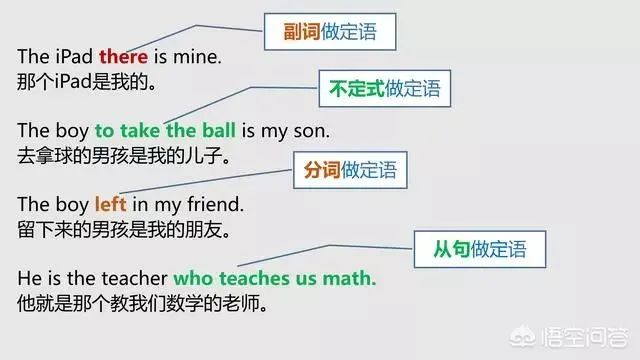 副词做定语
The iPad there is mine.
那个iPad是我的。
不定式做定语
The boy to take the ball is my son.
去拿球的男孩是我的儿子。
分词做定语
The boy left in my friend.
留下来的男孩是我的朋友。
从句做定语
He is the teacher who teaches us math.
他就是那个教我们数学的老师。
悟空问答